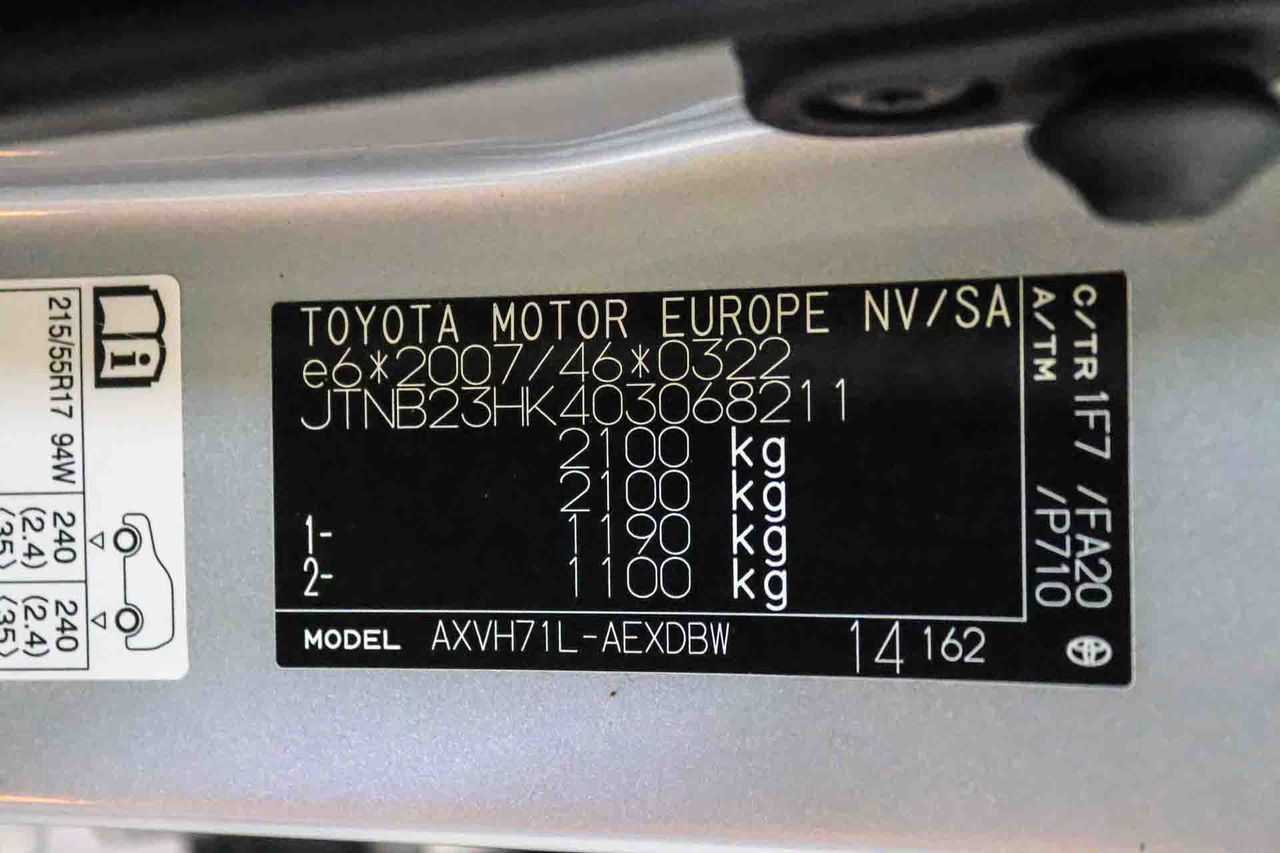 TOYOTA MOTOR EUROPE NV/SA
e6*2007/46*0322
JTNB23HK403068211
2100 kg
2100 kg
1- 1190 kg
2- 1100 kg
MODEL AXVH71L-AEXDBW 14 162
C/TR 1F7 /FA20
A/TM /P710
215/55R17 94W 240 240
(2.4) (2.4)
(35) (35)